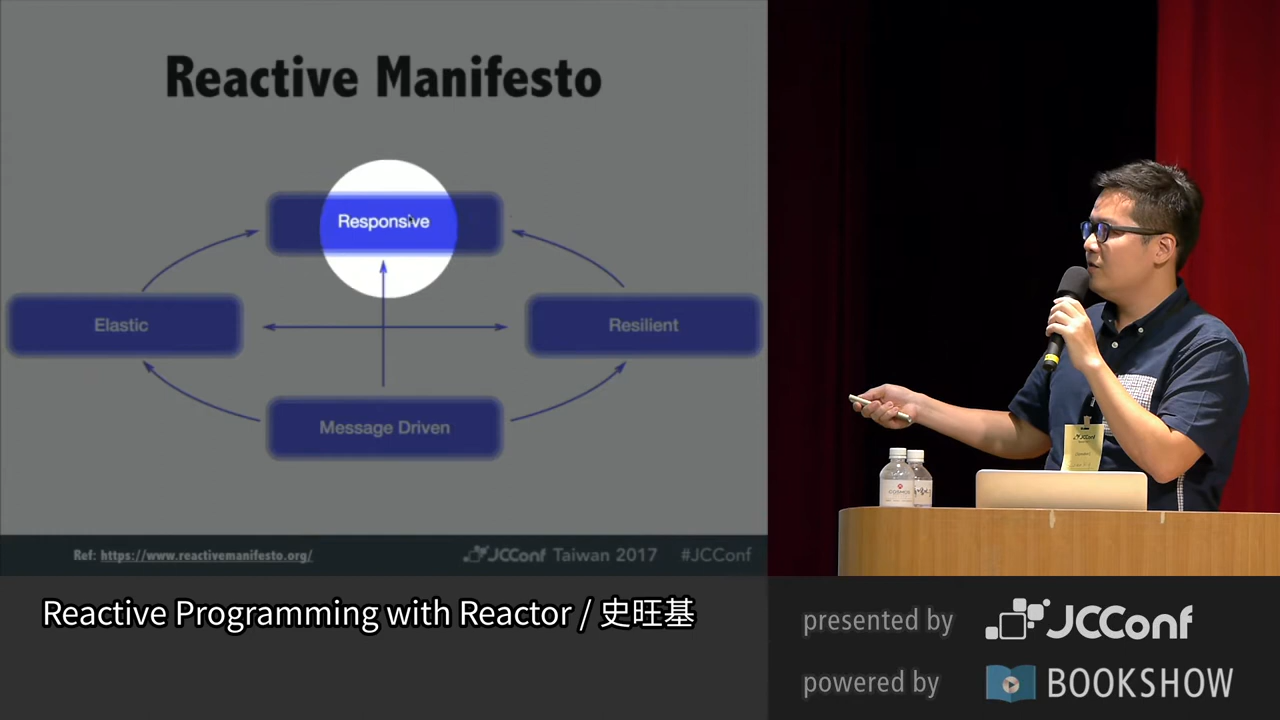 Reactive Manifesto
Responsive
Elastic
Resilient
Message Driven
Ref: https://www.reactivemanifesto.org/
JCConf Taiwan 2017 #JCConf
Reactive Programming with Reactor / 史旺基
presented by JCConf
powered by BOOKSHOW
JCConf